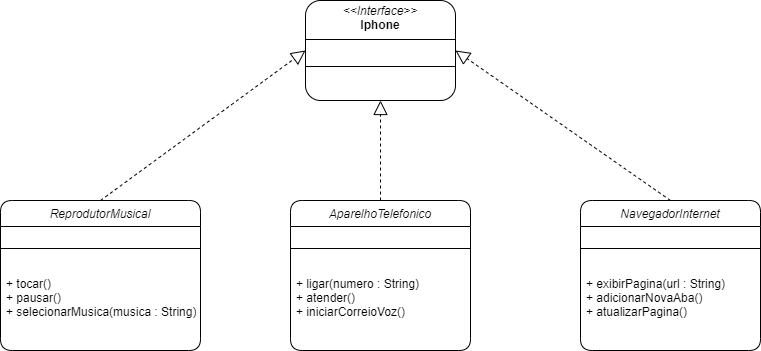 <<Interface>>
Iphone
ReprodutorMusical
+ tocar()
+ pausar()
+ selecionarMusica(musica : String)
AparelhoTelefonico
+ ligar(numero : String)
+ atender()
+ iniciarCorreioVoz()
NavegadorInternet
+ exibirPagina(url : String)
+ adicionarNovaAba()
+ atualizarPagina()